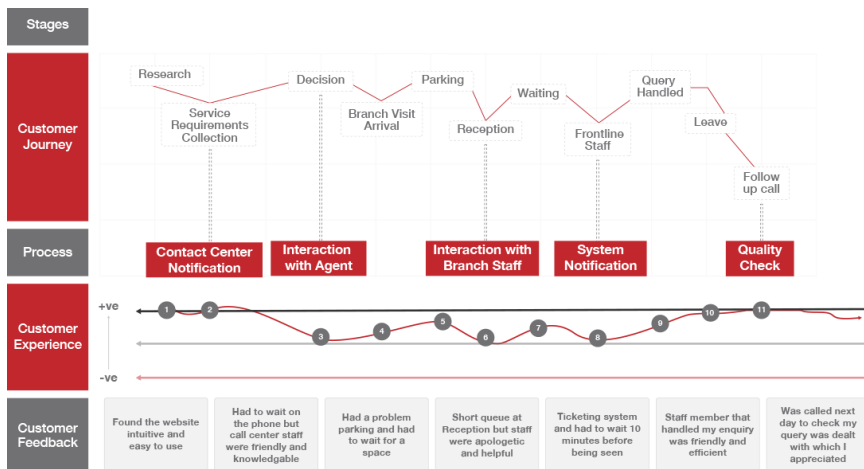 Stages
Customer
Journey
Research
Service
Requirements
Collection
Decision
Branch Visit
Arrival
Parking
Reception
Waiting
Frontline
Staff
Query
Handled
Leave
Follow
up call
Process
Contact Center
Notification
Interaction
with Agent
Interaction with
Branch Staff
System
Notification
Quality
Check
Customer
Experience
+ve
-ve
1
2
3
4
5
6
7
8
9
10
11
Customer
Feedback
Found the website
intuitive and
easy to use
Had to wait on
the phone but
call center staff
were friendly and
knowledgable
Had a problem
parking and had
to wait for a
space
Short queue at
Reception but staff
were apologetic
and helpful
Ticketing system
and had to wait 10
minutes before
being seen
Staff member that
handled my enquiry
was friendly and
efficient
Was called next
day to check my
query was dealt
with which I
appreciated